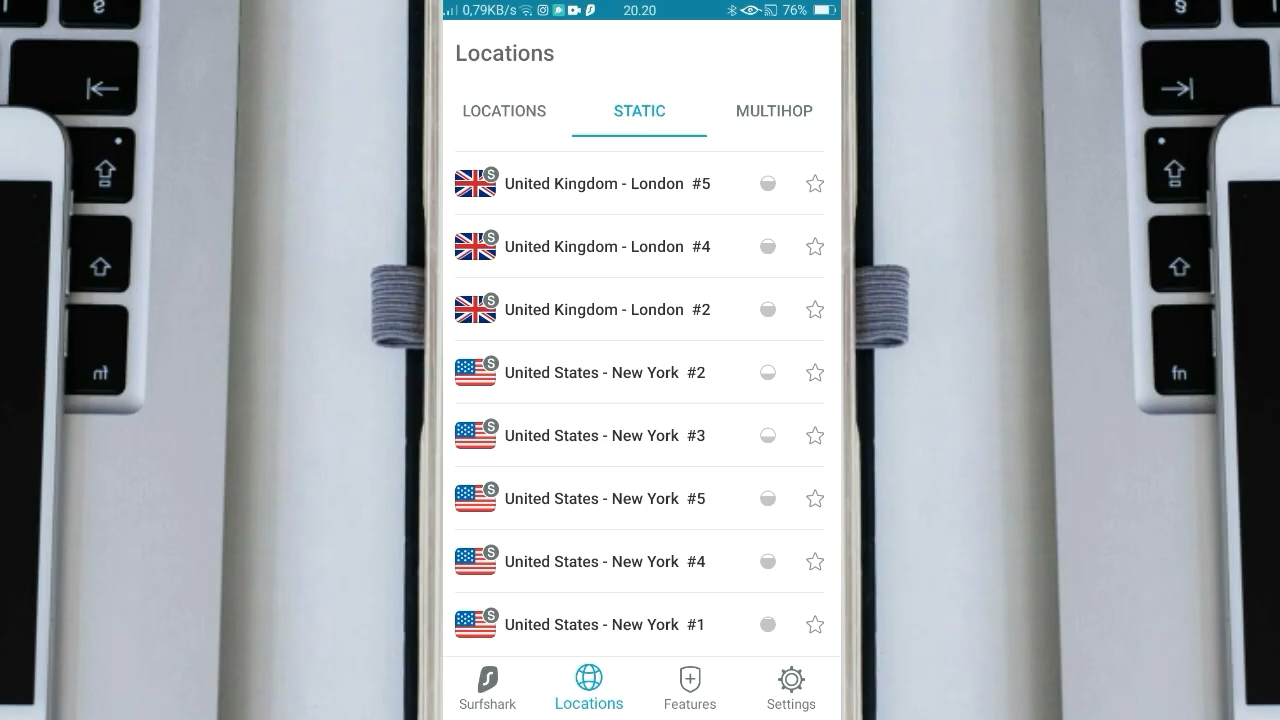 0,79KB/s
20.20
76%
Locations
LOCATIONS
STATIC
MULTIHOP
S
United Kingdom - London #5
S
United Kingdom - London #4
S
United Kingdom - London #2
S
United States - New York #2
S
United States - New York #3
S
United States - New York #5
S
United States - New York #4
S
United States - New York #1
Surfshark
Locations
Features
Settings
fn